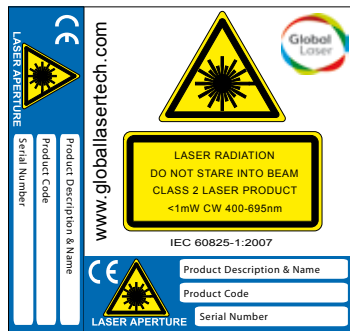 CE
LASER APERTURE
Product Description & Name
Product Code
Serial Number
www.globallasertech.com
Global
Laser
LASER RADIATION
DO NOT STARE INTO BEAM
CLASS 2 LASER PRODUCT
<1mW CW 400-695nm
IEC 60825-1:2007
CE
LASER APERTURE
Product Description & Name
Product Code
Serial Number